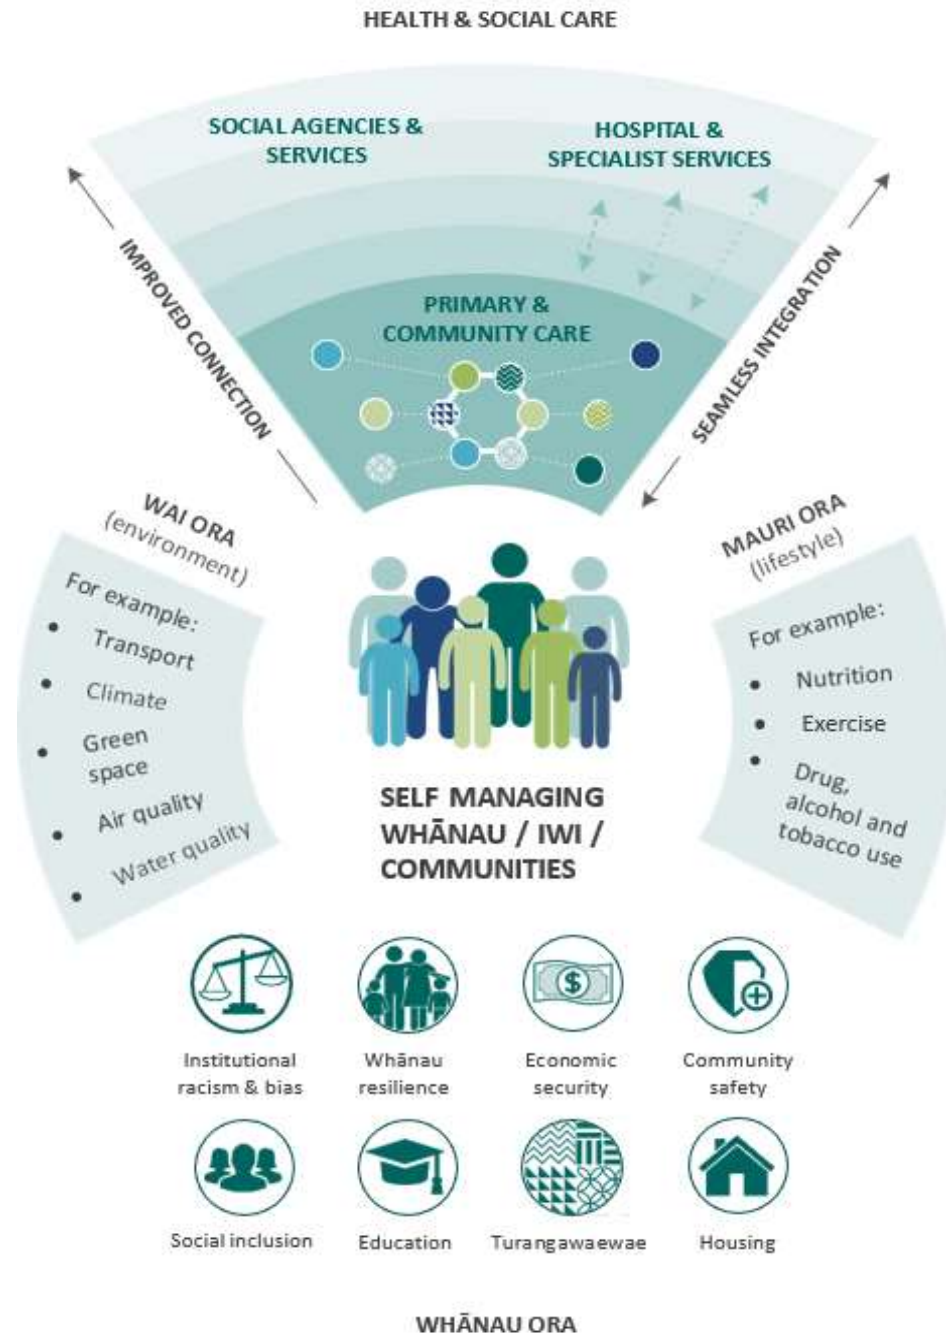 HEALTH & SOCIAL CARE
SOCIAL AGENCIES &
SERVICES
HOSPITAL &
SPECIALIST SERVICES
IMPROVED CONNECTION
SEAMLESS INTEGRATION
PRIMARY &
COMMUNITY CARE
WAI ORA
(environment)
For example:
• Transport
• Climate
• Green
space
• Air quality
• Water quality
MAURI ORA
(lifestyle)
For example:
• Nutrition
• Exercise
• Drug,
alcohol and
tobacco use
SELF MANAGING
WHĀNAU / IWI /
COMMUNITIES
$
Institutional
racism & bias
Whānau
resilience
Economic
security
Community
safety
Social inclusion
Education
Turangawaewae
Housing
WHĀNAU ORA